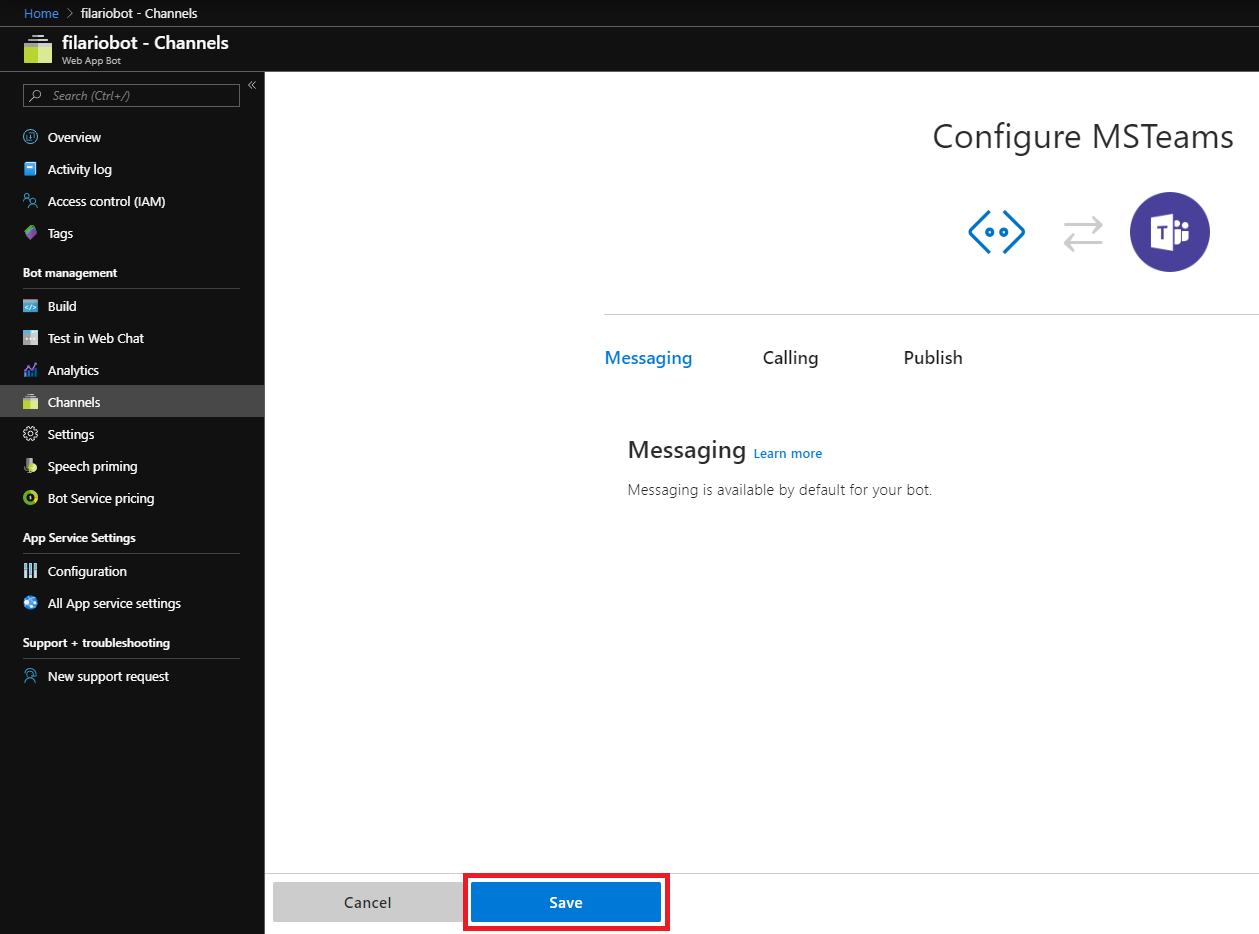 Home > filariobot - Channels
filariobot - Channels
Web App Bot
Search (Ctrl+/)
«
Overview
Activity log
Access control (IAM)
Tags
Bot management
Build
Test in Web Chat
Analytics
Channels
Settings
Speech priming
Bot Service pricing
App Service Settings
Configuration
All App service settings
Support + troubleshooting
New support request
Configure MSTeams
T
Messaging Calling Publish
Messaging Learn more
Messaging is available by default for your bot.
Cancel Save